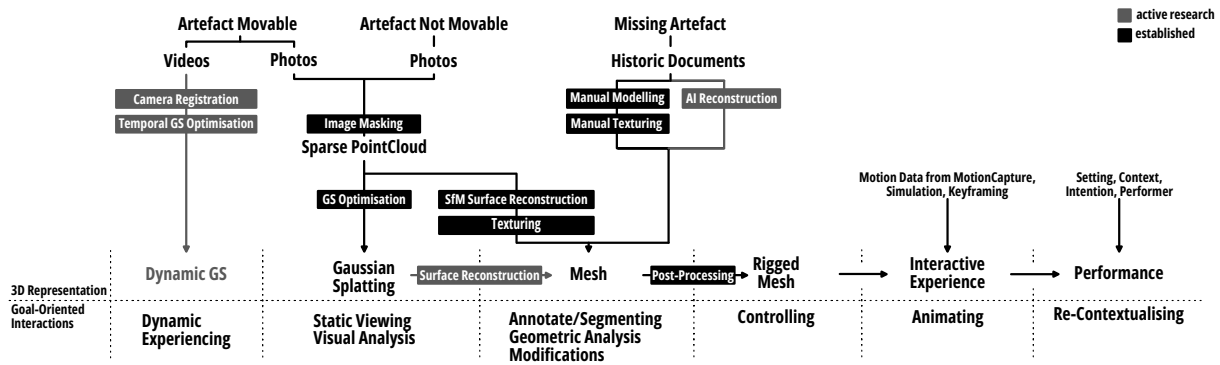 Artefact Movable
Artefact Not Movable
Missing Artefact
active research
established
Videos
Photos
Photos
Historic Documents
Camera Registration
Temporal GS Optimisation
Image Masking
Sparse PointCloud
Manual Modelling
Manual Texturing
AI Reconstruction
GS Optimisation
SfM Surface Reconstruction
Texturing
Motion Data from MotionCapture,
Simulation, Keyframing
Setting, Context,
Intention, Performer
Dynamic GS
Gaussian
Splatting
Surface Reconstruction
Mesh
Post-Processing
Rigged
Mesh
Interactive
Experience
Performance
3D Representation
Goal-Oriented
Interactions
Dynamic
Experiencing
Static Viewing
Visual Analysis
Annotate/Segmenting
Geometric Analysis
Modifications
Controlling
Animating
Re-Contextualising